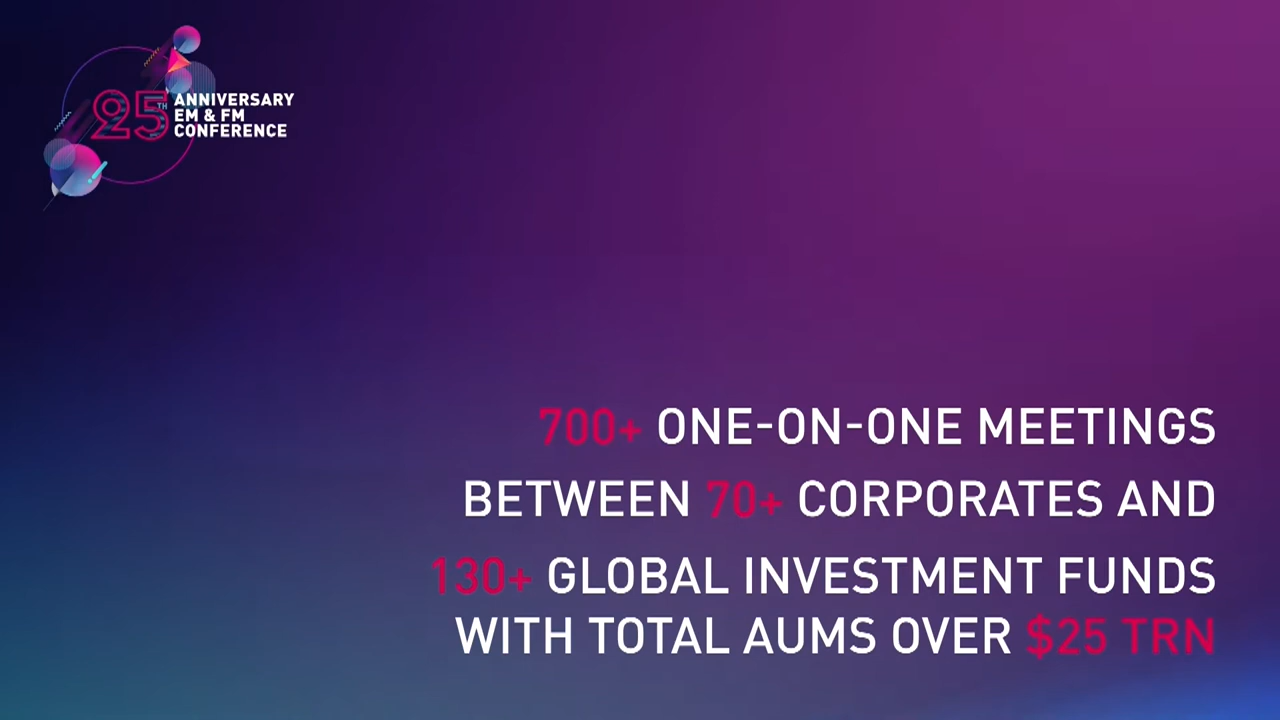 25TH ANNIVERSARY
EM & FM
CONFERENCE
700+ ONE-ON-ONE MEETINGS
BETWEEN 70+ CORPORATES AND
130+ GLOBAL INVESTMENT FUNDS
WITH TOTAL AUMS OVER $25 TRN